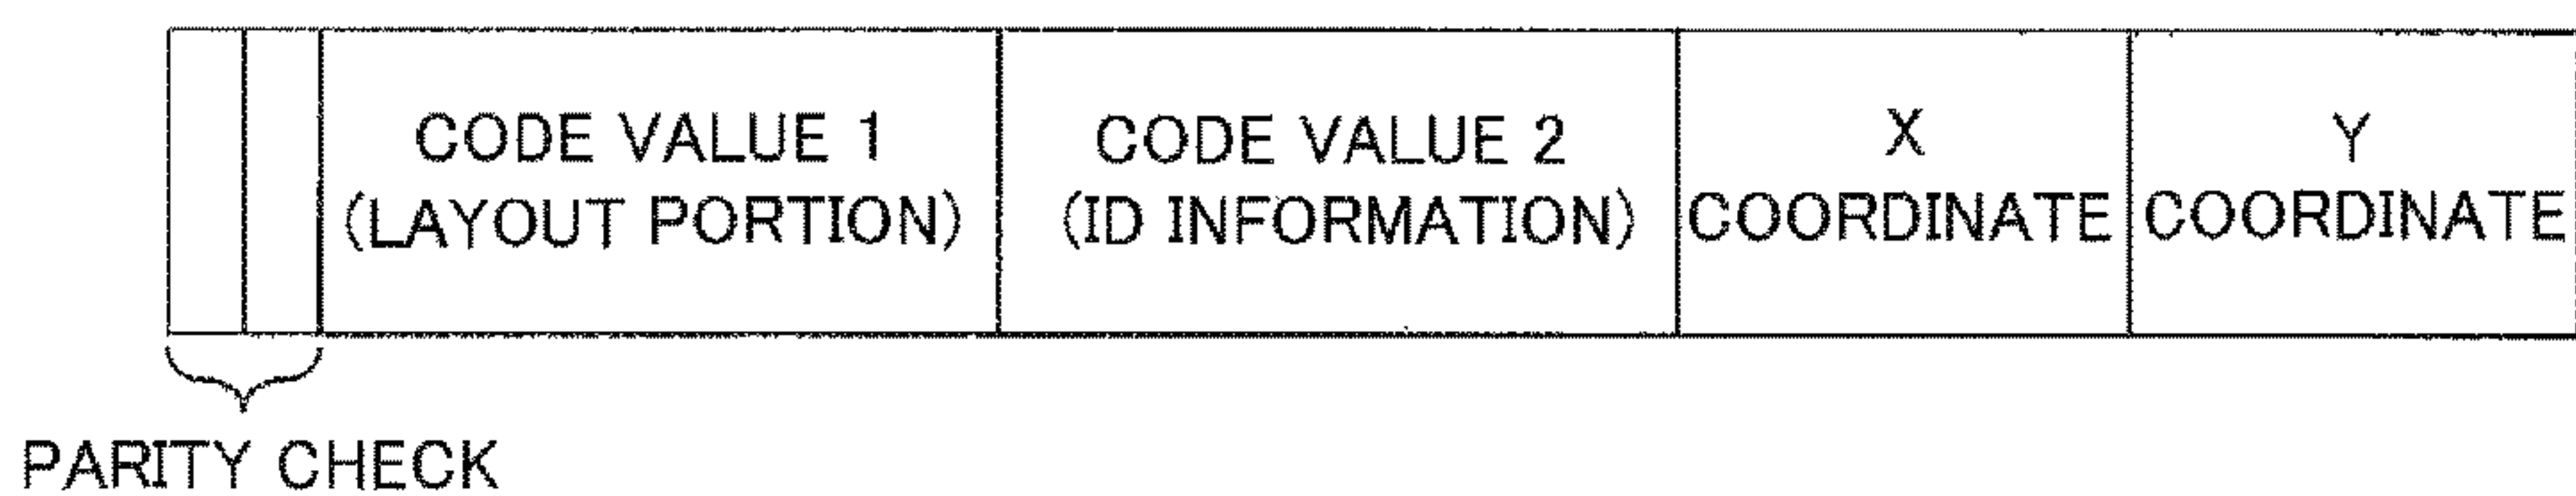 CODE VALUE 1
(LAYOUT PORTION)
CODE VALUE 2
(ID INFORMATION)
X
COORDINATE
Y
COORDINATE
PARITY CHECK